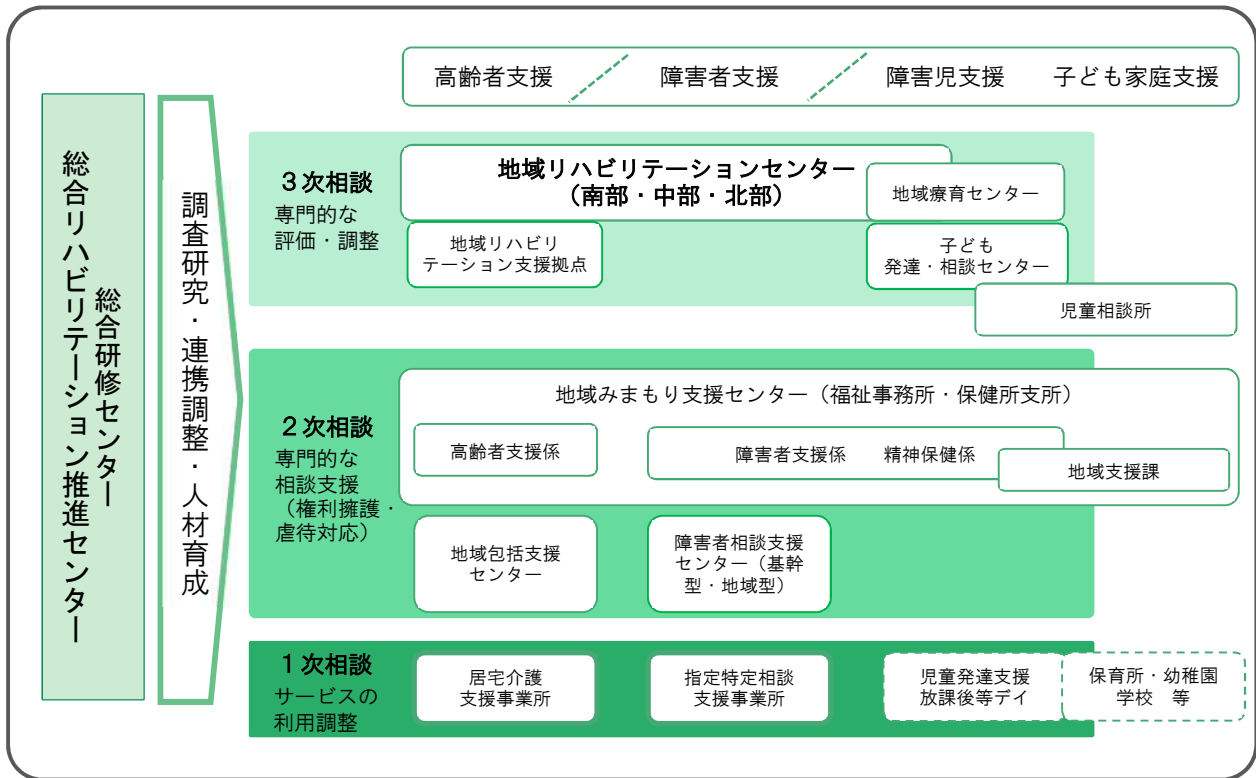 高齢者支援
障害者支援
障害児支援 子ども家庭支援
総合リハビリテーション推進センター
総合研修センター
調査研究・連携調整・人材育成
3次相談
専門的な
評価・調整
地域リハビリテーションセンター
(南部・中部・北部)
地域療育センター
地域リハビリ
テーション支援拠点
子ども
発達・相談センター
児童相談所
2次相談
専門的な
相談支援
(権利擁護・
虐待対応)
地域みまもり支援センター(福祉事務所・保健所支所)
高齢者支援係
障害者支援係 精神保健係
地域支援課
地域包括支援
センター
障害者相談支援
センター(基幹
型・地域型)
1次相談
サービスの
利用調整
居宅介護
支援事業所
指定特定相談
支援事業所
児童発達支援
放課後等デイ
保育所・幼稚園
学校 等